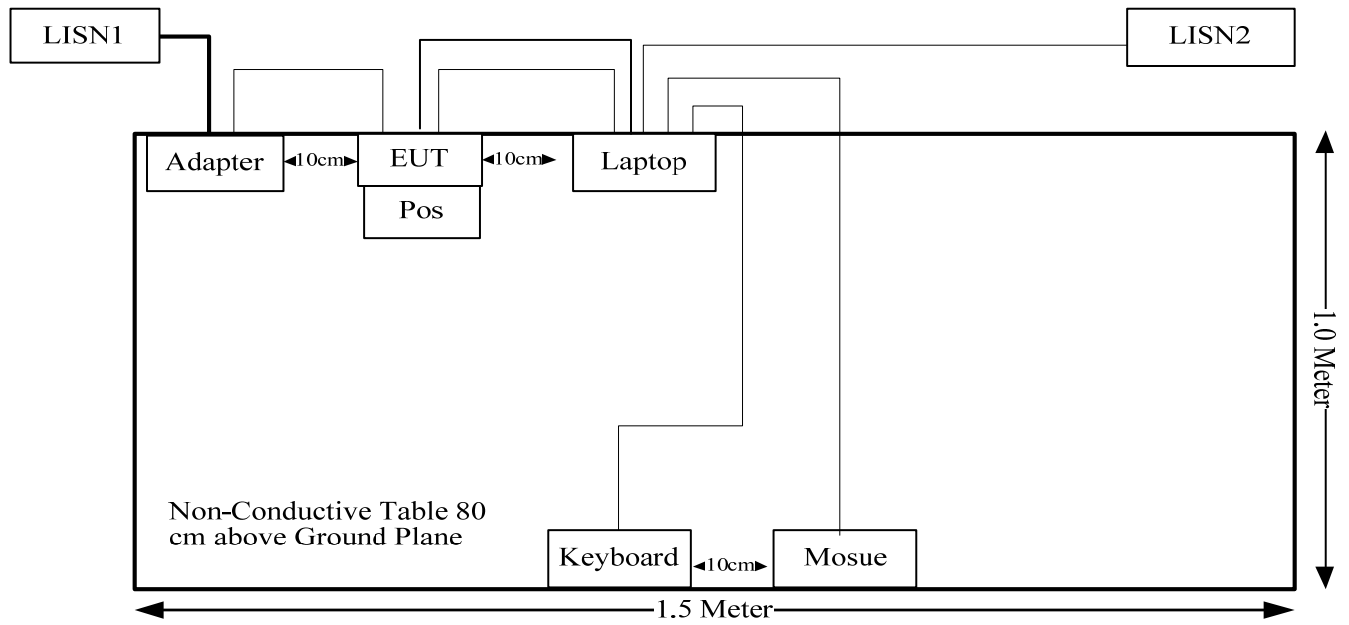 LISN1
LISN2
Adapter
10cm
EUT
10cm
Laptop
Pos
1.0 Meter
Non-Conductive Table 80
cm above Ground Plane
Keyboard
10cm
Mosue
1.5 Meter